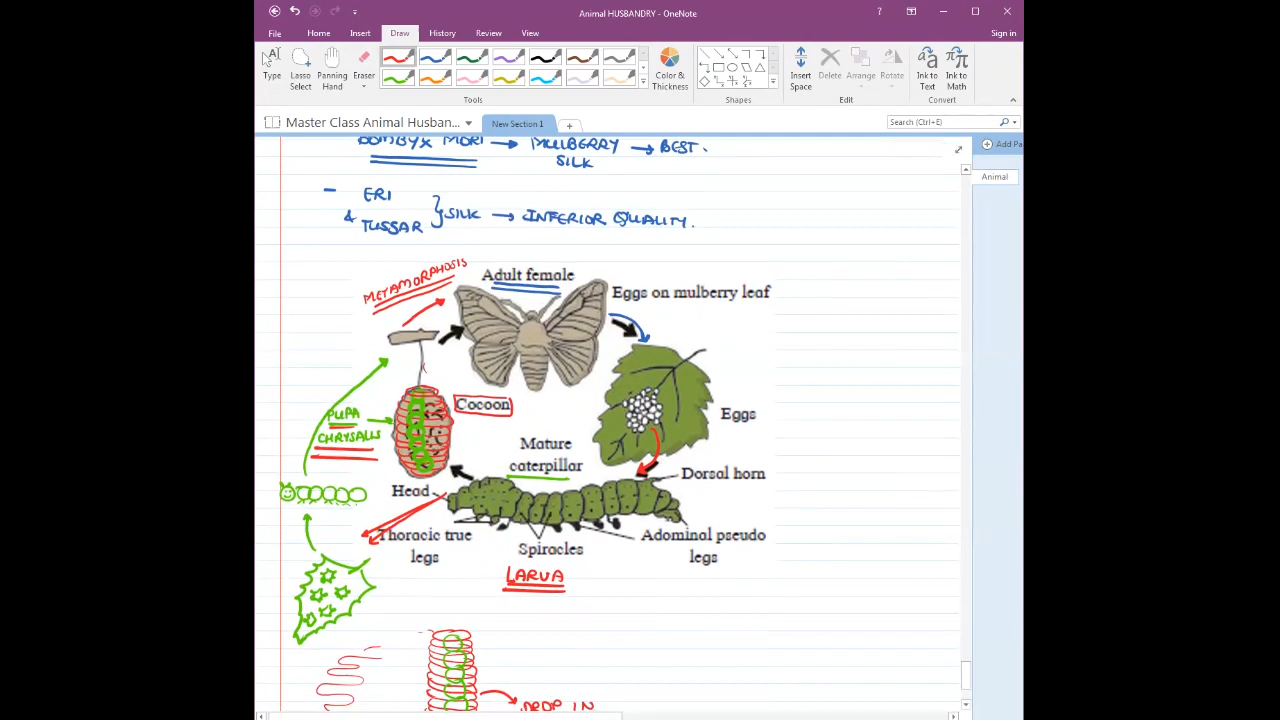 Animal HUSBANDRY - OneNote
? Sign in
File Home Insert Draw History Review View
Type Lasso Select Panning Hand Eraser Color & Thickness Insert Space Delete Arrange Rotate Ink to Text Ink to Math
Tools Shapes Edit Convert
Master Class Animal Husban... New Section 1 Search (Ctrl+E)
Add Pa
Animal
BOMBYX MORI → MULBERRY SILK → BEST.
- ERI
& TUSSAR } SILK → INFERIOR QUALITY.
METAMORPHOSIS
Adult female
Eggs on mulberry leaf
Cocoon
PUPA
CHRYSALIS
Eggs
Mature
caterpillar
Dorsal horn
Head
Thoracic true
legs
Spiracles
Adominal pseudo
legs
LARVA
DROP IN